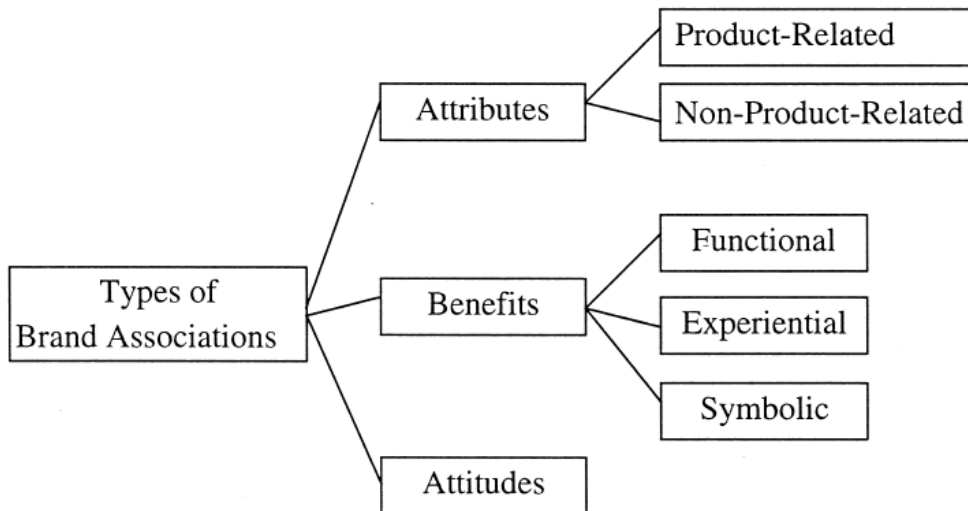 Product-Related
Attributes
Non-Product-Related
Functional
Types of
Brand Associations
Benefits
Experiential
Symbolic
Attitudes